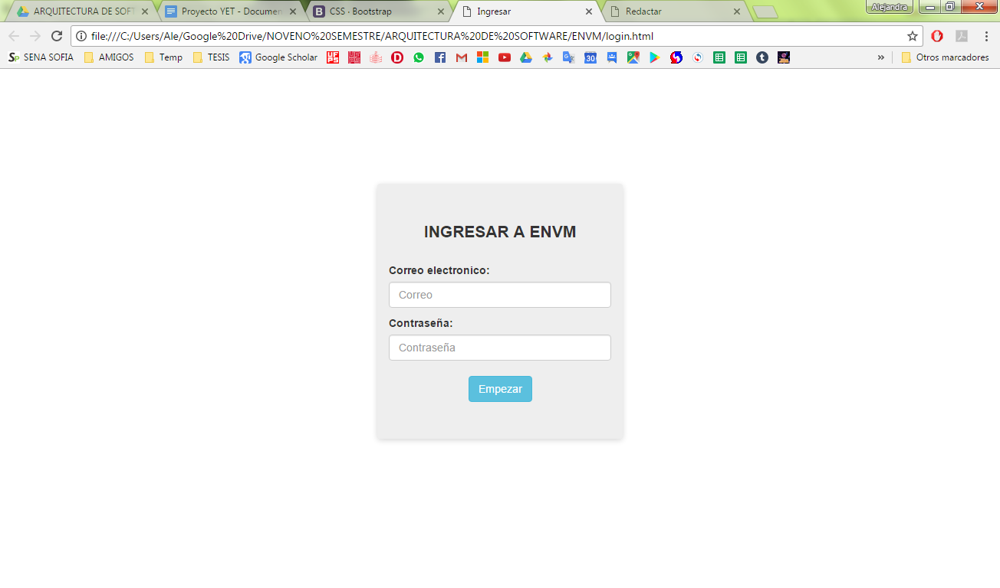 ARQUITECTURA DE SOFT
Proyecto YET - Documen
CSS · Bootstrap
Ingresar
Redactar
Alejandra
file:///C:/Users/Ale/Google%20Drive/NOVENO%20SEMESTRE/ARQUITECTURA%20DE%20SOFTWARE/ENVM/login.html
SENA SOFIA
AMIGOS
Temp
TESIS
Google Scholar
30
»
Otros marcadores
INGRESAR A ENVM
Correo electronico:
Correo
Contraseña:
Contraseña
Empezar